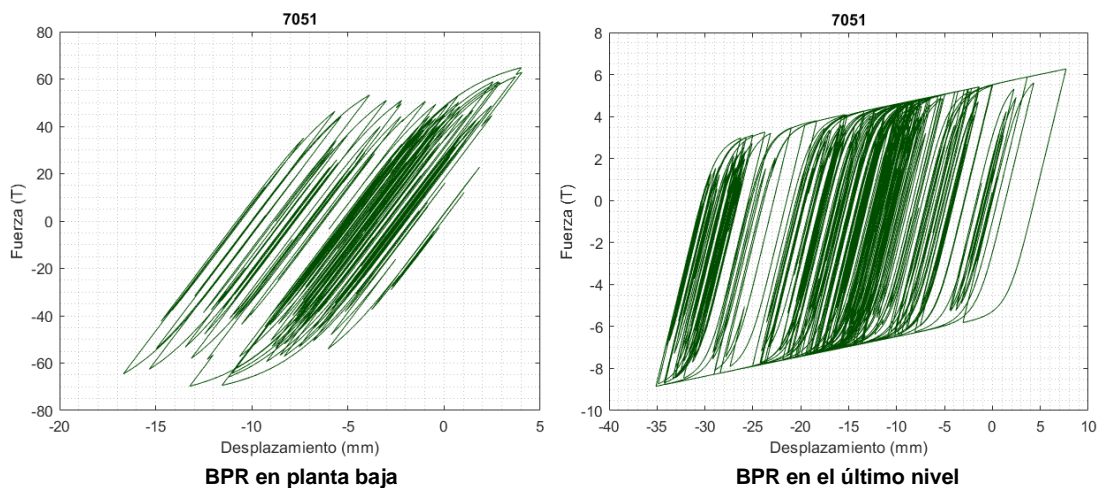 7051
80
60
40
20
0
-20
-40
-60
-80
-20 -15 -10 -5 0 5
Fuerza (T)
Desplazamiento (mm)
BPR en planta baja
7051
8
6
4
2
0
-2
-4
-6
-8
-10
-40 -35 -30 -25 -20 -15 -10 -5 0 5 10
Fuerza (T)
Desplazamiento (mm)
BPR en el último nivel